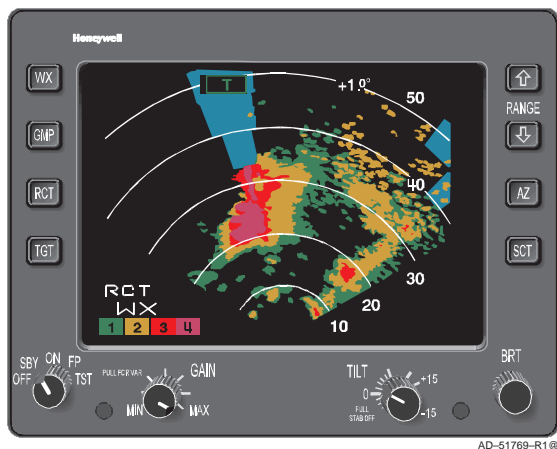 Honeywell
WX
GMP
RCT
TGT
T
+1.0°
50
40
30
20
10
RCT
WX
1 2 3 4
RANGE
AZ
SCT
SBY ON FP
OFF TST
PULL FOR VAR
GAIN
MIN MAX
TILT
+15
0
FULL
STAB OFF
-15
BRT
AD–51769–R1@